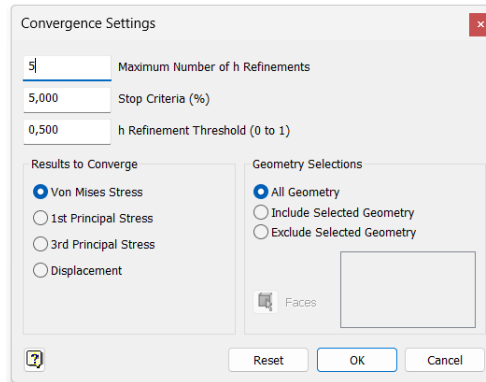 Convergence Settings
5 Maximum Number of h Refinements
5,000 Stop Criteria (%)
0,500 h Refinement Threshold (0 to 1)
Results to Converge
Von Mises Stress
1st Principal Stress
3rd Principal Stress
Displacement
Geometry Selections
All Geometry
Include Selected Geometry
Exclude Selected Geometry
Faces
Reset OK Cancel